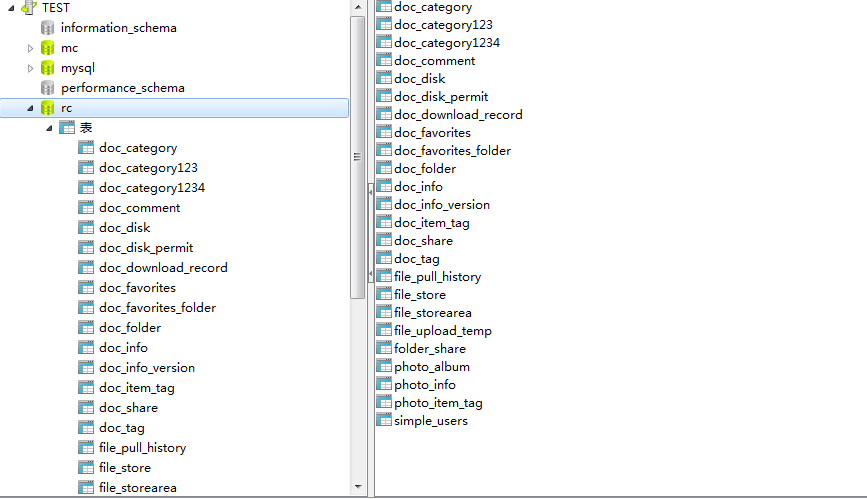 TEST
information_schema
mc
mysql
performance_schema
rc
表
doc_category
doc_category123
doc_category1234
doc_comment
doc_disk
doc_disk_permit
doc_download_record
doc_favorites
doc_favorites_folder
doc_folder
doc_info
doc_info_version
doc_item_tag
doc_share
doc_tag
file_pull_history
file_store
file_storearea
doc_category
doc_category123
doc_category1234
doc_comment
doc_disk
doc_disk_permit
doc_download_record
doc_favorites
doc_favorites_folder
doc_folder
doc_info
doc_info_version
doc_item_tag
doc_share
doc_tag
file_pull_history
file_store
file_storearea
file_upload_temp
folder_share
photo_album
photo_info
photo_item_tag
simple_users